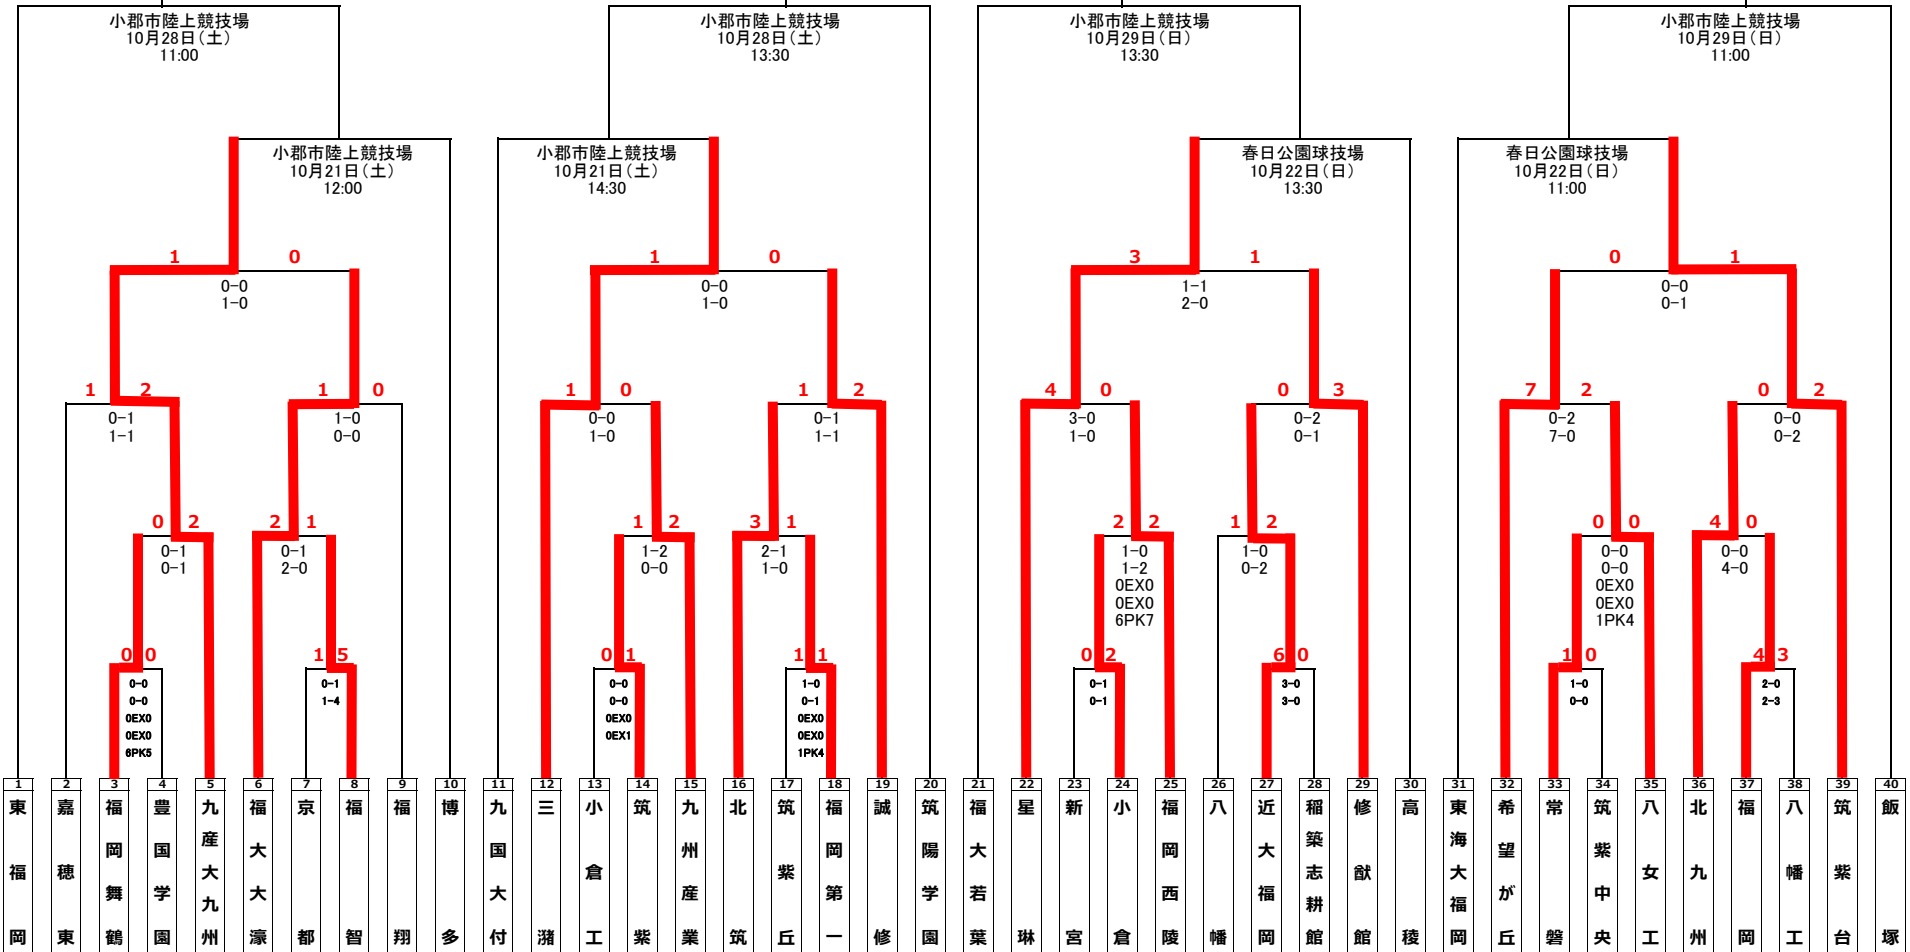 小郡市陸上競技場
10月28日(土)
11:00
小郡市陸上競技場
10月28日(土)
13:30
小郡市陸上競技場
10月29日(日)
13:30
小郡市陸上競技場
10月29日(日)
11:00
小郡市陸上競技場
10月21日(土)
12:00
小郡市陸上競技場
10月21日(土)
14:30
春日公園球技場
10月22日(日)
13:30
春日公園球技場
10月22日(日)
11:00
1 0
0-0
1-0
1 0
0-0
1-0
3 1
1-1
2-0
0 1
0-0
0-1
1 2
0-1
1-1
1 0
1-0
0-0
1 0
0-0
1-0
1 2
0-1
1-1
4 0
3-0
1-0
0 3
0-2
0-1
7 2
0-2
7-0
0 2
0-0
0-2
0 2
0-1
0-1
2 1
0-1
2-0
1 2
1-2
0-0
3 1
2-1
1-0
2 2
1-0
1-2
0EX0
0EX0
6PK7
1 2
1-0
0-2
0 0
0-0
0-0
0EX0
0EX0
1PK4
4 0
0-0
4-0
0 0
0-0
0-0
0EX0
0EX0
6PK5
1 5
0-1
1-4
0 1
0-0
0-0
0EX0
0EX1
1 1
1-0
0-1
0EX0
0EX0
1PK4
0 2
0-1
0-1
6 0
3-0
3-0
1 0
1-0
0-0
4 3
2-0
2-3
1 東福岡
2 嘉穂東
3 福岡舞鶴
4 豊国学園
5 九産大九州
6 福大大濠
7 京都
8 福智
9 福翔
10 博多
11 九国大付
12 三潴
13 小倉工
14 筑紫
15 九州産業
16 北筑
17 筑紫丘
18 福岡第一
19 誠修
20 筑陽学園
21 福大若葉
22 星琳
23 新宮
24 小倉
25 福岡西陵
26 八幡
27 近大福岡
28 稲築志耕館
29 修猷館
30 高稜
31 東海大福岡
32 希望が丘
33 常磐
34 筑紫中央
35 八女工
36 北九州
37 福岡
38 八幡工
39 筑紫台
40 飯塚